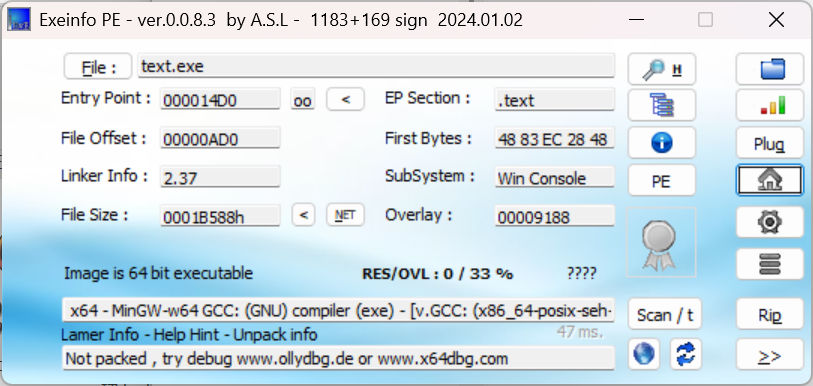 Exeinfo PE - ver.0.0.8.3 by A.S.L - 1183+169 sign 2024.01.02
File : text.exe H
Entry Point : 000014D0 oo < EP Section : .text
File Offset : 00000AD0 First Bytes : 48 83 EC 28 48 Plug
Linker Info : 2.37 SubSystem : Win Console PE
File Size : 0001B588h < NET Overlay : 00009188
Image is 64 bit executable RES/OVL : 0 / 33 % ????
x64 - MinGW-w64 GCC: (GNU) compiler (exe) - [v.GCC: (x86_64-posix-seh- Scan / t Rip
Lamer Info - Help Hint - Unpack info 47 ms.
Not packed , try debug www.ollydbg.de or www.x64dbg.com >>